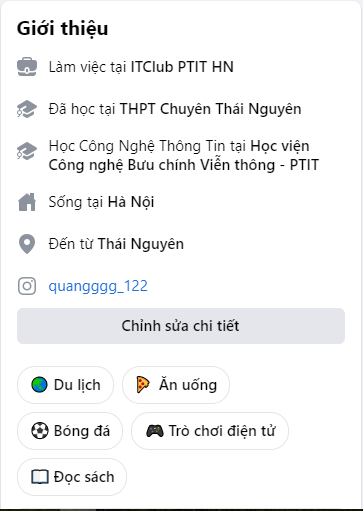 Giới thiệu
Làm việc tại ITClub PTIT HN
Đã học tại THPT Chuyên Thái Nguyên
Học Công Nghệ Thông Tin tại Học viện
Công nghệ Bưu chính Viễn thông - PTIT
Sống tại Hà Nội
Đến từ Thái Nguyên
quangggg_122
Chỉnh sửa chi tiết
Du lịch
Ăn uống
Bóng đá
Trò chơi điện tử
Đọc sách